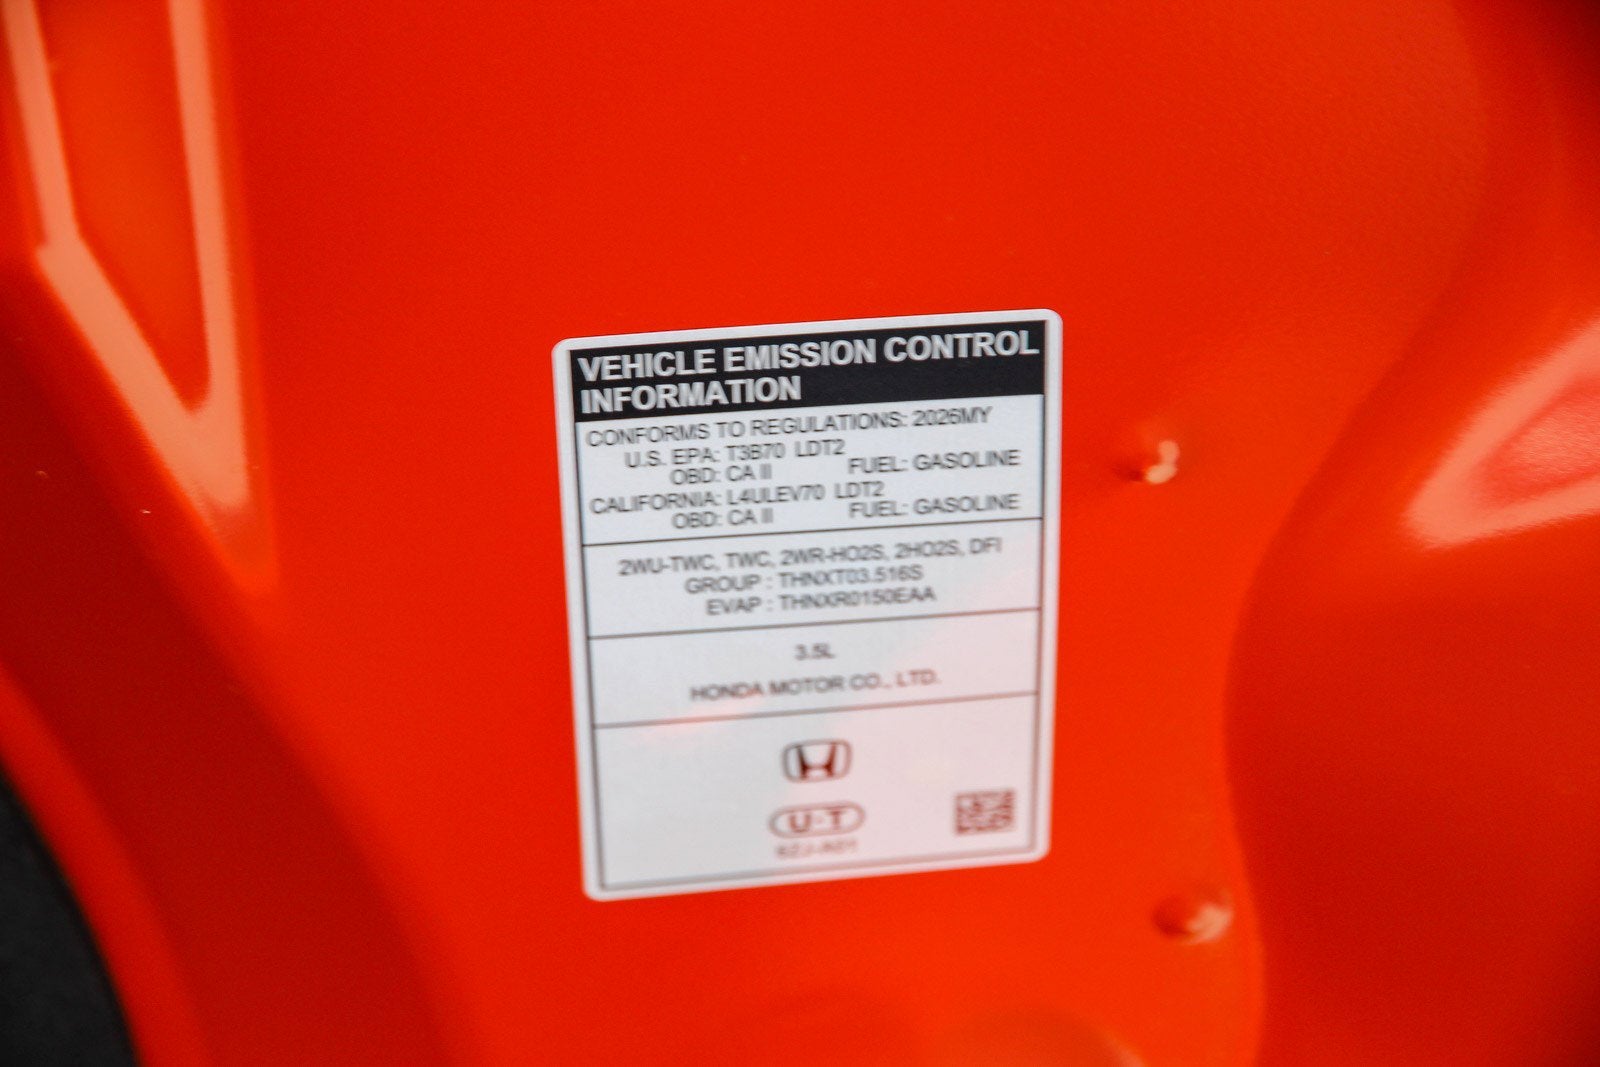 VEHICLE EMISSION CONTROL
INFORMATION
CONFORMS TO REGULATIONS: 2026MY
U.S. EPA: T3B70 LDT2
OBD: CA II FUEL: GASOLINE
CALIFORNIA: L4ULEV70 LDT2
OBD: CA II FUEL: GASOLINE
2WU-TWC, TWC, 2WR-HO2S, 2HO2S, DFI
GROUP : THNXT03.516S
EVAP : THNXR0150EAA
3.5L
HONDA MOTOR CO., LTD.
U·T